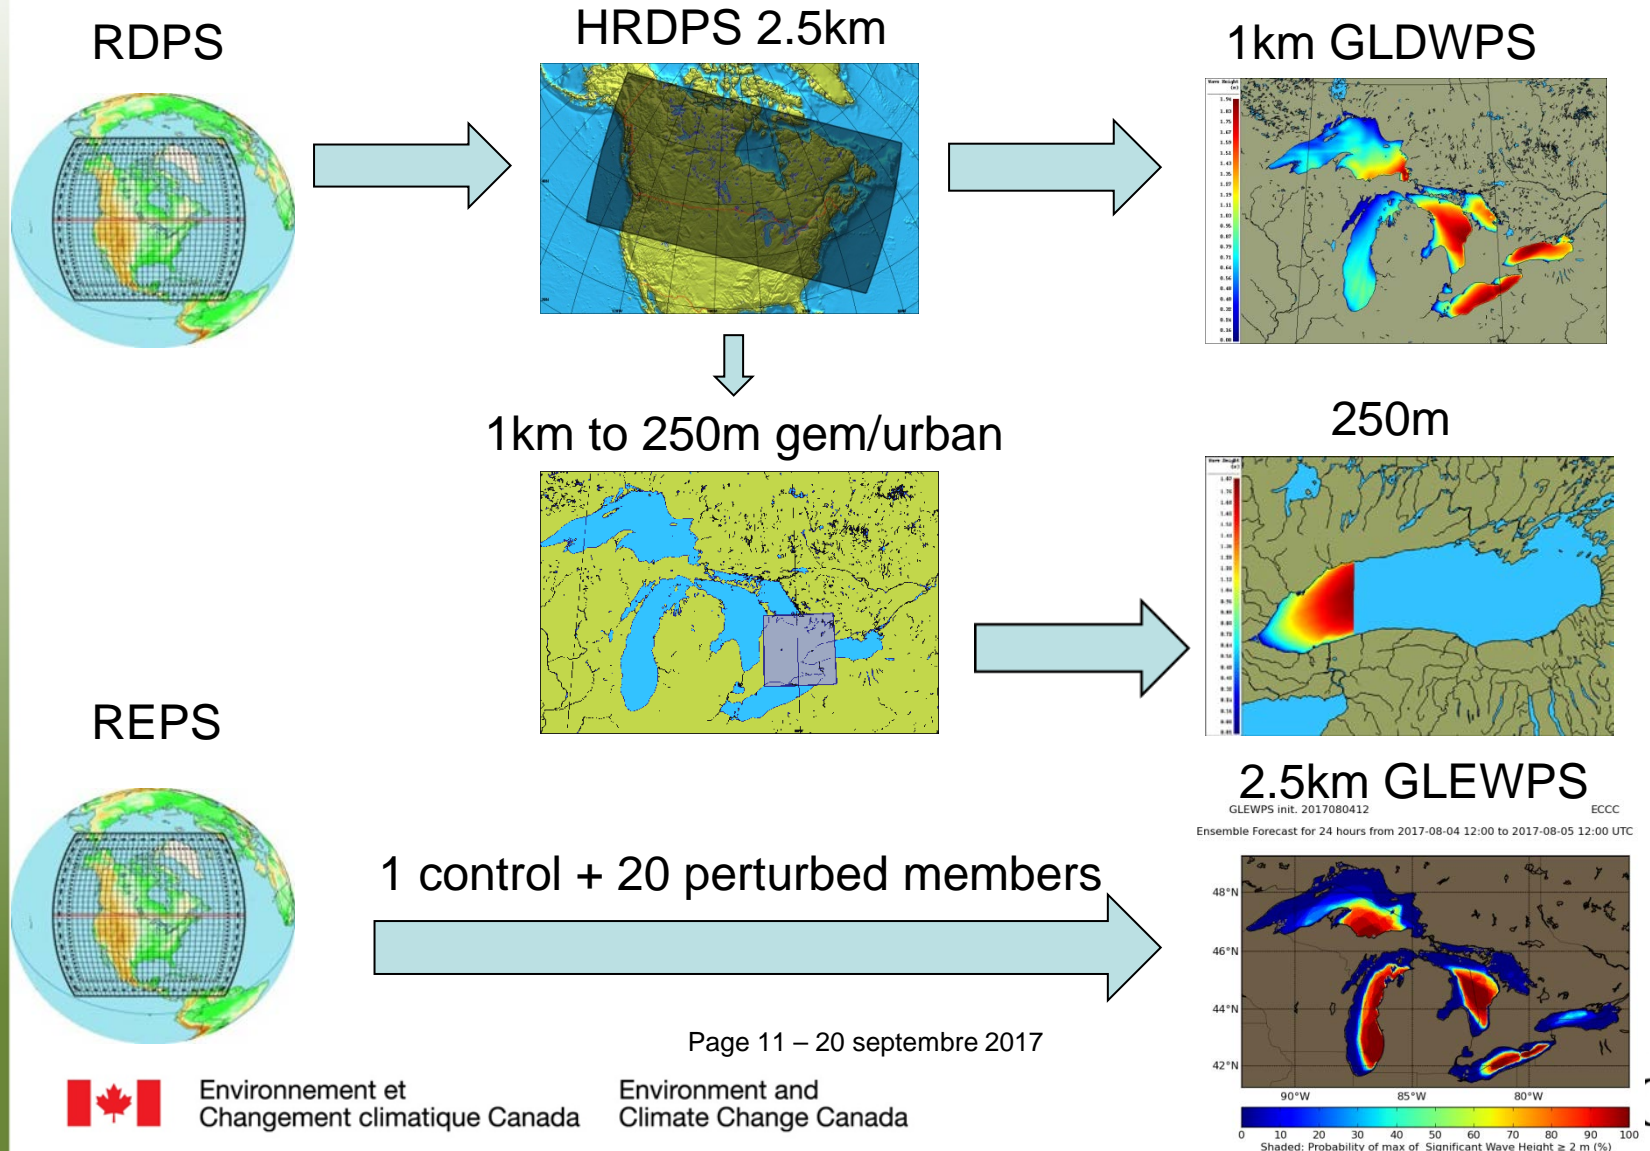 RDPS
HRDPS 2.5km
1km GLDWPS
1km to 250m gem/urban
250m
REPS
1 control + 20 perturbed members
2.5km GLEWPS
GLEWPS init. 2017080412 ECCC
Ensemble Forecast for 24 hours from 2017-08-04 12:00 to 2017-08-05 12:00 UTC
48°N
46°N
44°N
42°N
90°W 85°W 80°W
0 10 20 30 40 50 60 70 80 90 100
Shaded: Probability of max of Significant Wave Height ≥ 2 m (%)
Page 11 – 20 septembre 2017
Environnement et
Changement climatique Canada
Environment and
Climate Change Canada